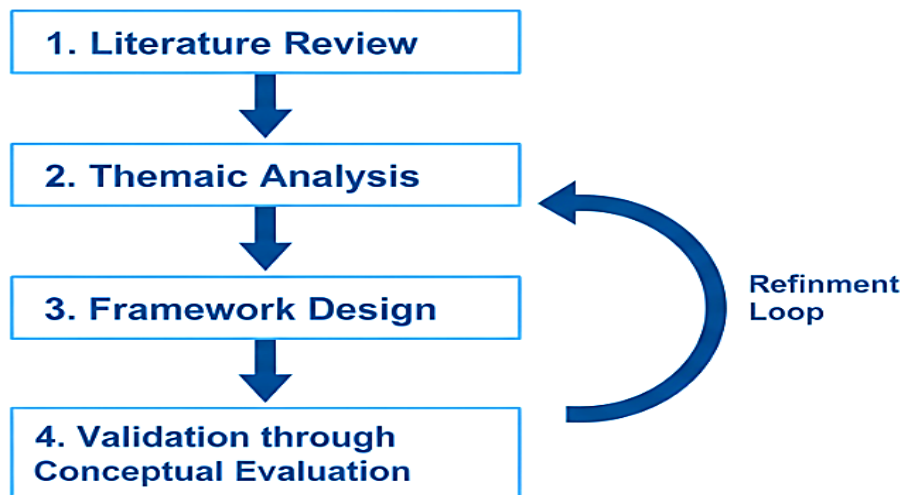 1. Literature Review
2. Themaic Analysis
3. Framework Design
Refinment
Loop
4. Validation through
Conceptual Evaluation